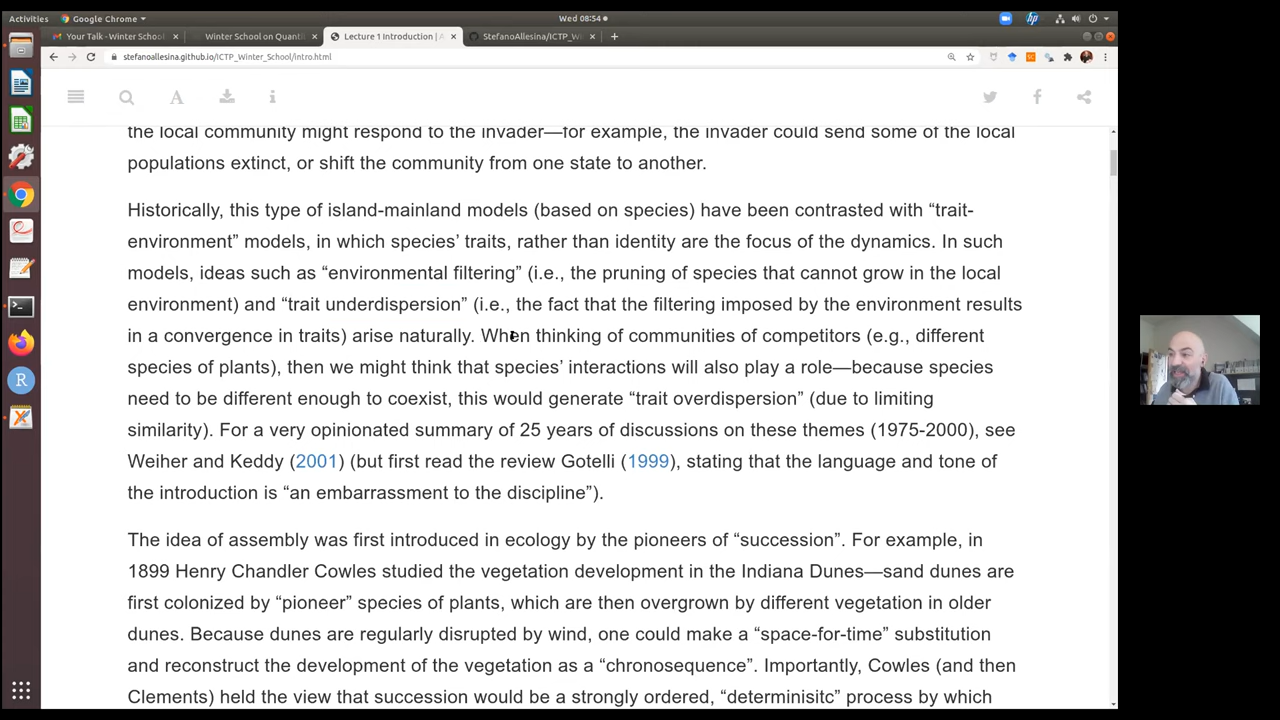 Activities
Google Chrome
Wed 08:54
Your Talk - Winter School
Winter School on Quanti
Lecture 1 Introduction | A
StefanoAllesina/ICTP_Wi
stefanoallesina.github.io/ICTP_Winter_School/intro.html
the local community might respond to the invader—for example, the invader could send some of the local
populations extinct, or shift the community from one state to another.
Historically, this type of island-mainland models (based on species) have been contrasted with “trait-
environment” models, in which species’ traits, rather than identity are the focus of the dynamics. In such
models, ideas such as “environmental filtering” (i.e., the pruning of species that cannot grow in the local
environment) and “trait underdispersion” (i.e., the fact that the filtering imposed by the environment results
in a convergence in traits) arise naturally. When thinking of communities of competitors (e.g., different
species of plants), then we might think that species’ interactions will also play a role—because species
need to be different enough to coexist, this would generate “trait overdispersion” (due to limiting
similarity). For a very opinionated summary of 25 years of discussions on these themes (1975-2000), see
Weiher and Keddy (2001) (but first read the review Gotelli (1999), stating that the language and tone of
the introduction is “an embarrassment to the discipline”).
The idea of assembly was first introduced in ecology by the pioneers of “succession”. For example, in
1899 Henry Chandler Cowles studied the vegetation development in the Indiana Dunes—sand dunes are
first colonized by “pioneer” species of plants, which are then overgrown by different vegetation in older
dunes. Because dunes are regularly disrupted by wind, one could make a “space-for-time” substitution
and reconstruct the development of the vegetation as a “chronosequence”. Importantly, Cowles (and then
Clements) held the view that succession would be a strongly ordered, “determinisitc” process by which